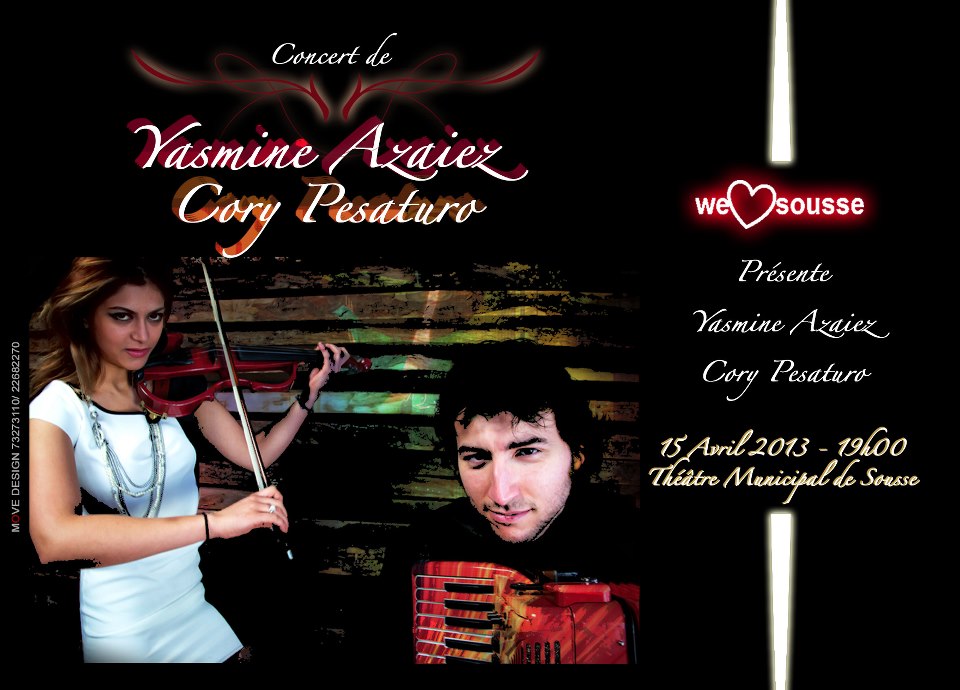 Concert de
Yasmine Azaiez
Cory Pesaturo
we sousse
Présente
Yasmine Azaiez
Cory Pesaturo
15 Avril 2013 - 19h00
Théâtre Municipal de Sousse
MOVE DESIGN 73273110/ 22682270